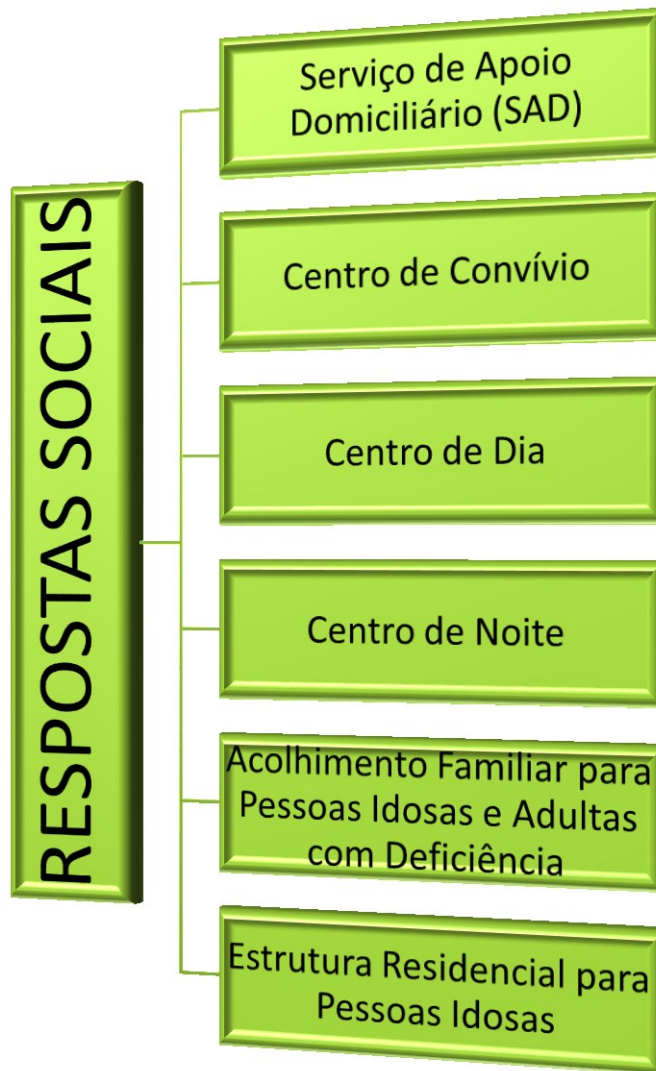 RESPOSTAS SOCIAIS
Serviço de Apoio
Domiciliário (SAD)
Centro de Convívio
Centro de Dia
Centro de Noite
Acolhimento Familiar para
Pessoas Idosas e Adultas
com Deficiência
Estrutura Residencial para
Pessoas Idosas